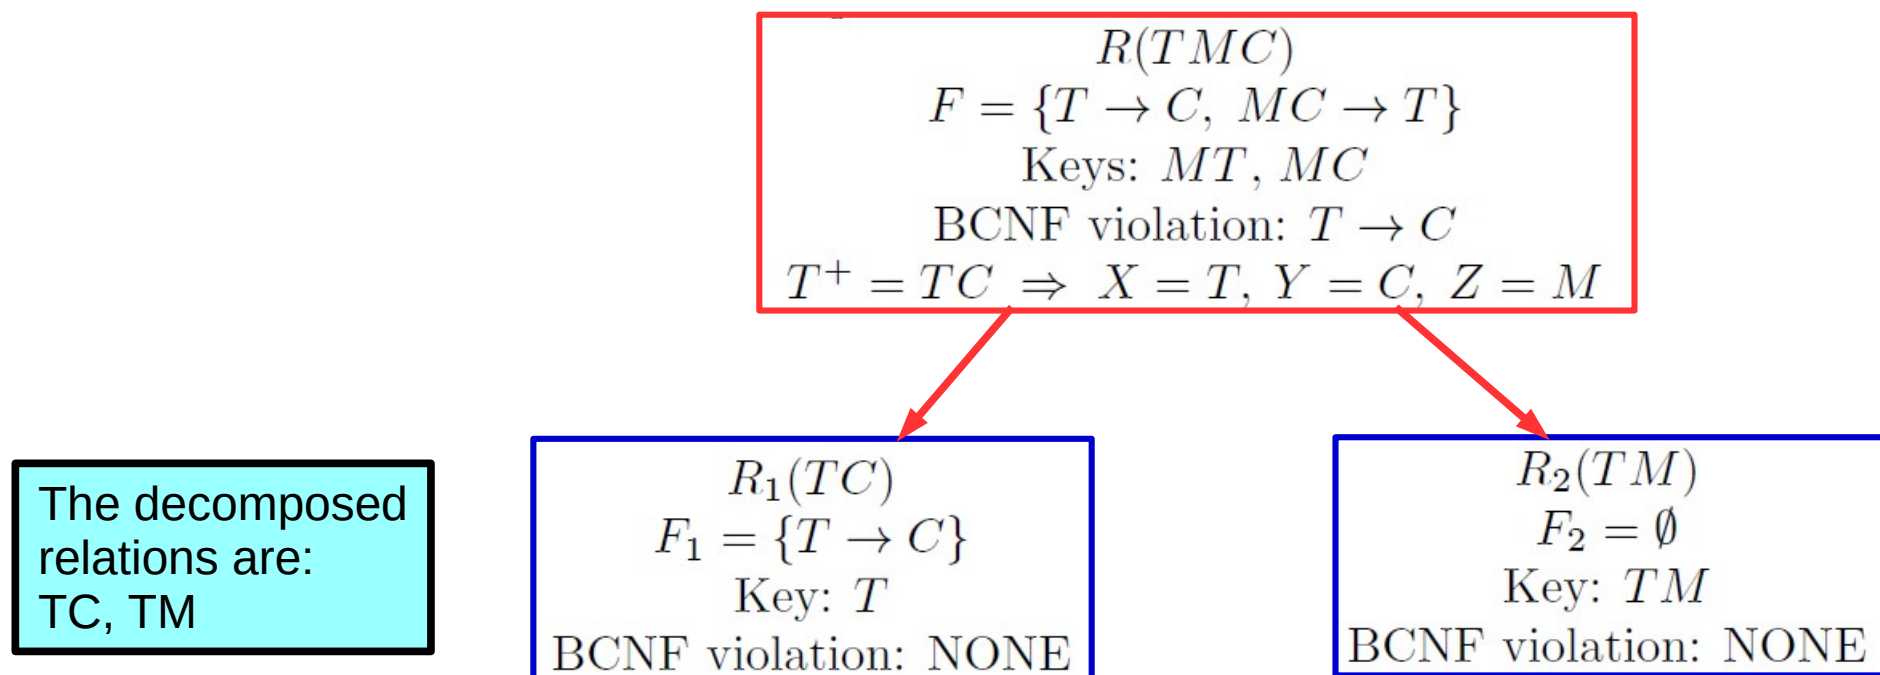 R(TMC)
F = {T → C, MC → T}
Keys: MT, MC
BCNF violation: T → C
T⁺ = TC ⇒ X = T, Y = C, Z = M
The decomposed
relations are:
TC, TM
R₁(TC)
F₁ = {T → C}
Key: T
BCNF violation: NONE
R₂(TM)
F₂ = ∅
Key: TM
BCNF violation: NONE